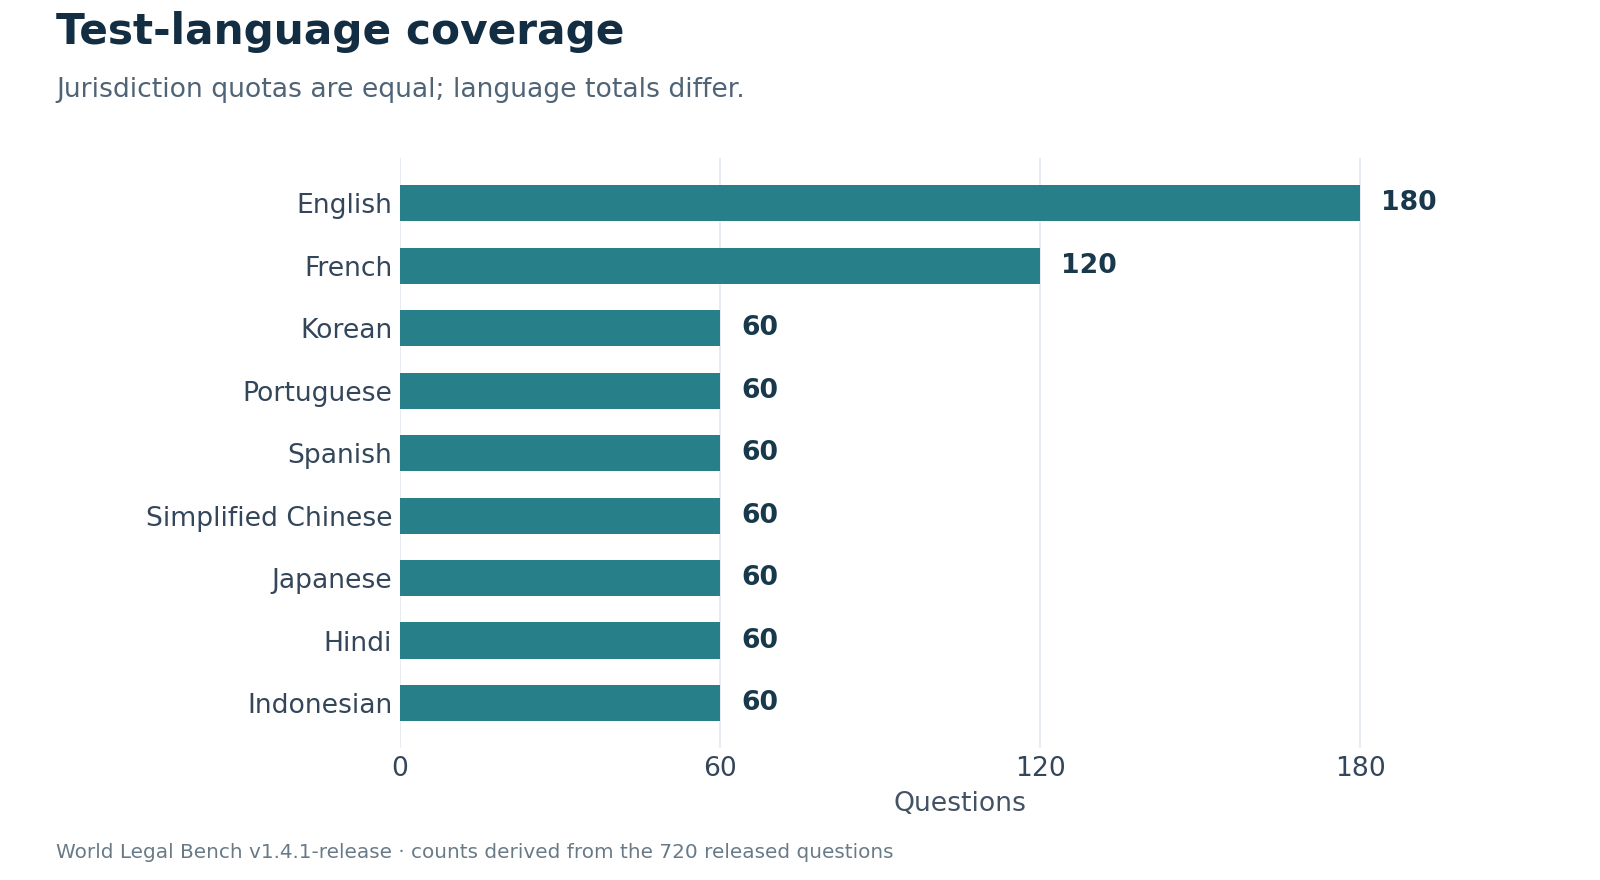 Test-language coverage
Jurisdiction quotas are equal; language totals differ.
English 180
French 120
Korean 60
Portuguese 60
Spanish 60
Simplified Chinese 60
Japanese 60
Hindi 60
Indonesian 60
0 60 120 180
Questions
World Legal Bench v1.4.1-release · counts derived from the 720 released questions